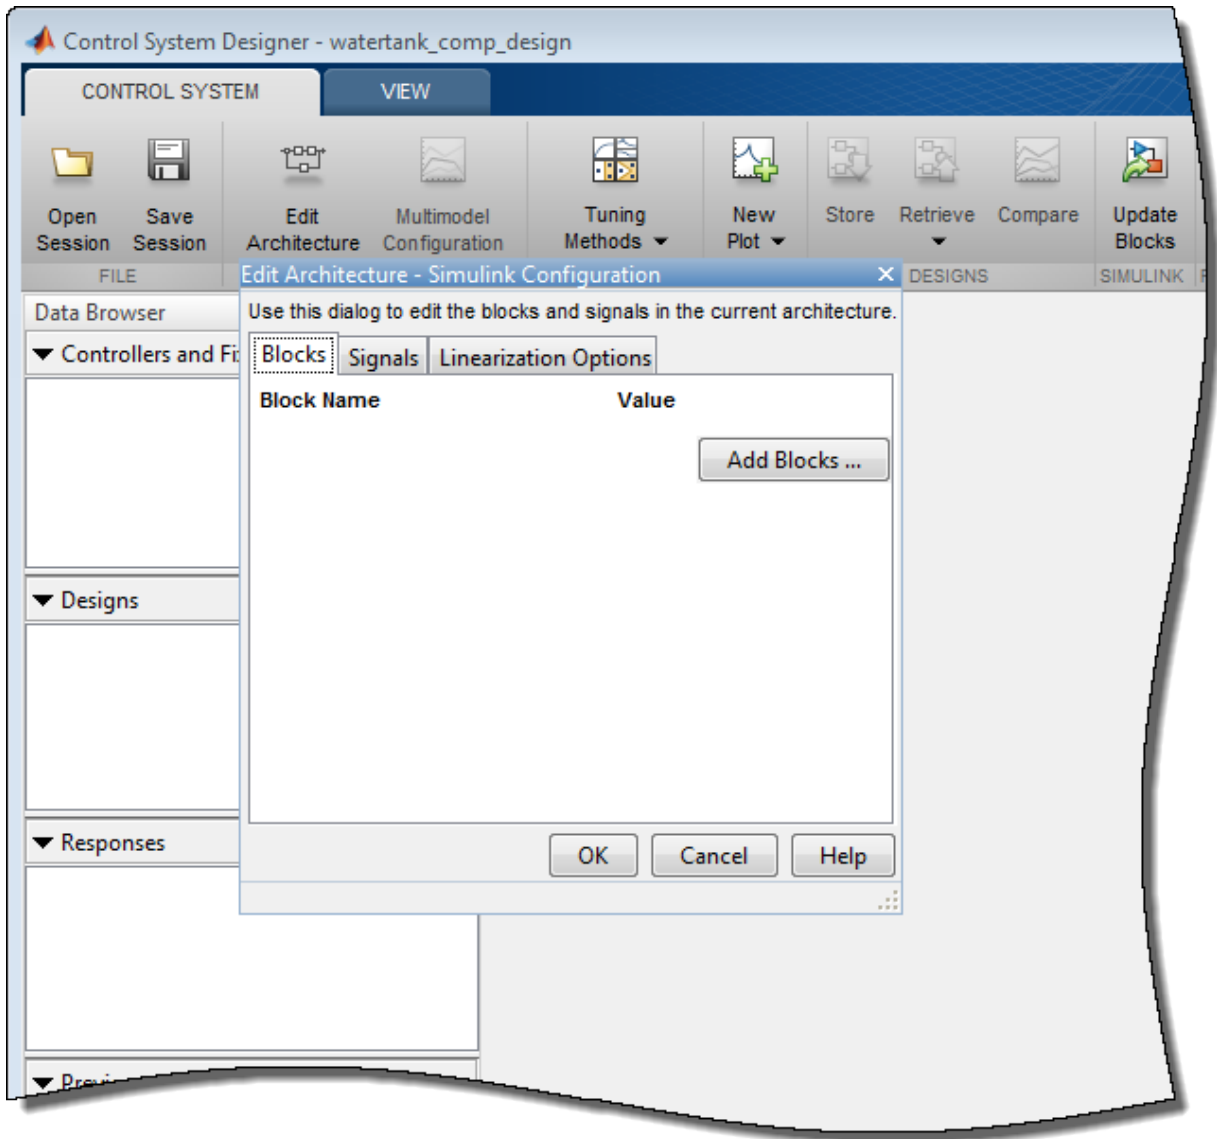 Control System Designer - watertank_comp_design
CONTROL SYSTEM
VIEW
Open Session
Save Session
Edit Architecture
Multimodel Configuration
Tuning Methods
New Plot
Store
Retrieve
Compare
Update Blocks
FILE
DESIGNS
SIMULINK
Edit Architecture - Simulink Configuration
Use this dialog to edit the blocks and signals in the current architecture.
Blocks
Signals
Linearization Options
Block Name
Value
Add Blocks ...
OK
Cancel
Help
Data Browser
Controllers and Fi
Designs
Responses